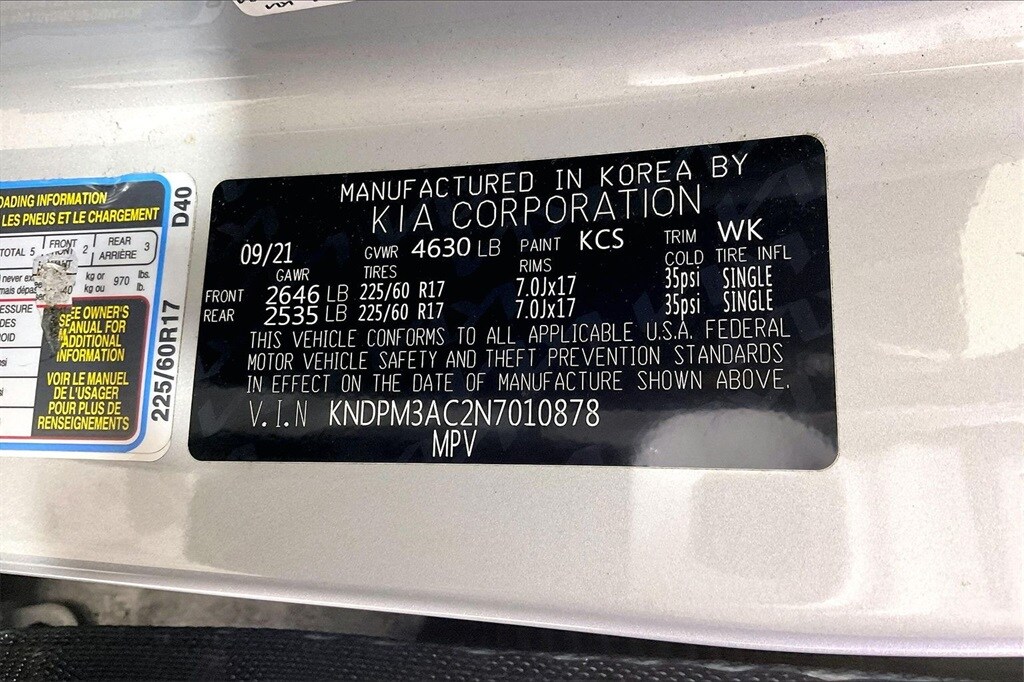 OADING INFORMATION
LES PNEUS ET LE CHARGEMENT
TOTAL 5 FRONT 2 REAR 3
ARRIÈRE
kg or lbs.
kg ou 970 lb.
SEE OWNER'S
MANUAL FOR
ADDITIONAL
INFORMATION
VOIR LE MANUEL
DE L'USAGER
POUR PLUS DE
RENSEIGNEMENTS
225/60R17 D40
MANUFACTURED IN KOREA BY
KIA CORPORATION
09/21 GVWR 4630 LB PAINT KCS TRIM WK
GAWR TIRES RIMS COLD TIRE INFL
FRONT 2646 LB 225/60 R17 7.0Jx17 35psi SINGLE
REAR 2535 LB 225/60 R17 7.0Jx17 35psi SINGLE
THIS VEHICLE CONFORMS TO ALL APPLICABLE U.S.A. FEDERAL
MOTOR VEHICLE SAFETY AND THEFT PREVENTION STANDARDS
IN EFFECT ON THE DATE OF MANUFACTURE SHOWN ABOVE.
V.I.N KNDPM3AC2N7010878
MPV